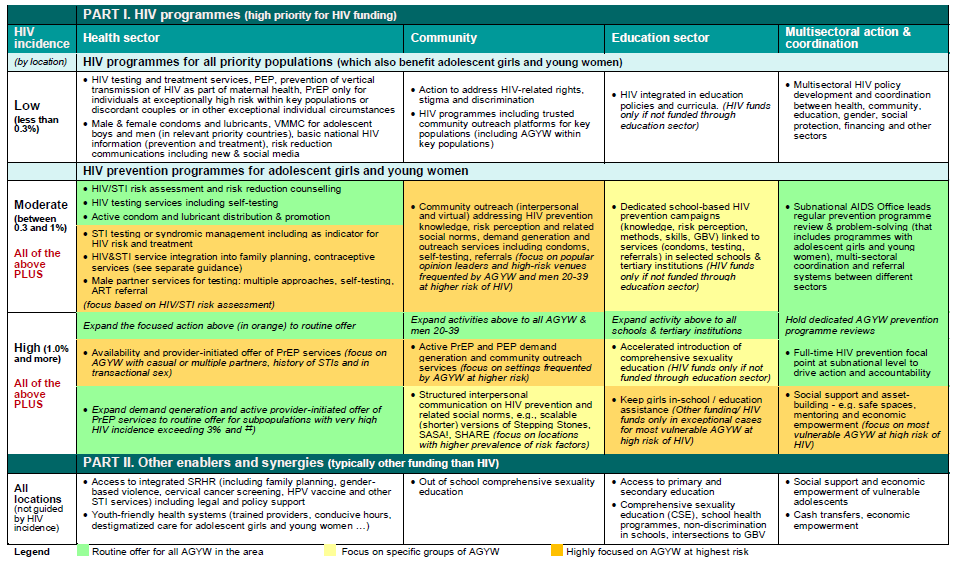 PART I. HIV programmes (high priority for HIV funding)
HIV incidence
Health sector
Community
Education sector
Multisectoral action & coordination
(by location)
HIV programmes for all priority populations (which also benefit adolescent girls and young women)
Low
(less than
0.3%)
• HIV testing and treatment services, PEP, prevention of vertical
transmission of HIV as part of maternal health, PrEP only for
individuals at exceptionally high risk within key populations or
discordant couples or in other exceptional individual circumstances
• Male & female condoms and lubricants, VMMC for adolescent
boys and men (in relevant priority countries), basic national HIV
information (prevention and treatment), risk reduction
communications including new & social media
• Action to address HIV-related rights,
stigma and discrimination
• HIV programmes including trusted
community outreach platforms for key
populations (including AGYW within
key populations)
• HIV integrated in education
policies and curricula. (HIV funds
only if not funded through
education sector)
• Multisectoral HIV policy
development and coordination
between health, community,
education, gender, social
protection, financing and other
sectors
HIV prevention programmes for adolescent girls and young women
Moderate
(between
0.3 and 1%)
All of the
above
PLUS
• HIV/STI risk assessment and risk reduction counselling
• HIV testing services including self-testing
• Active condom and lubricant distribution & promotion
• STI testing or syndromic management including as indicator for
HIV risk and treatment
• HIV&STI service integration into family planning, contraceptive
services (see separate guidance)
• Male partner services for testing: multiple approaches, self-testing,
ART referral
(focus based on HIV/STI risk assessment)
• Community outreach (interpersonal
and virtual) addressing HIV prevention
knowledge, risk perception and related
social norms, demand generation and
outreach services including condoms,
self-testing, referrals (focus on popular
opinion leaders and high-risk venues
frequented by AGYW and men 20-39
at higher risk of HIV)
• Dedicated school-based HIV
prevention campaigns
(knowledge, risk perception,
methods, skills, GBV) linked to
services (condoms, testing,
referrals) in selected schools &
tertiary institutions (HIV funds
only if not funded through
education sector)
• Subnational AIDS Office leads
regular prevention programme
review & problem-solving (that
includes programmes with
adolescent girls and young
women), multi-sectoral
coordination and referral
systems between different
sectors
High (1.0%
and more)
All of the
above
PLUS
Expand the focused action above (in orange) to routine offer
Expand activities above to all AGYW &
men 20-39
Expand activity above to all
schools & tertiary institutions
Hold dedicated AGYW prevention
programme reviews
• Availability and provider-initiated offer of PrEP services (focus on
AGYW with casual or multiple partners, history of STIs and in
transactional sex)
• Active PrEP and PEP demand
generation and community outreach
services (focus on settings frequented
by AGYW at higher risk)
• Accelerated introduction of
comprehensive sexuality
education (HIV funds only if not
funded through education sector)
• Full-time HIV prevention focal
point at subnational level to
drive action and accountability
• Expand demand generation and active provider-initiated offer of
PrEP services to routine offer for subpopulations with very high
HIV incidence exceeding 3% and ‡‡)
• Structured interpersonal
communication on HIV prevention and
related social norms, e.g., scalable
(shorter) versions of Stepping Stones,
SASA!, SHARE (focus on locations
with higher prevalence of risk factors)
• Keep girls in-school / education
assistance (Other funding/ HIV
funds only in exceptional cases
for most vulnerable AGYW at
high risk of HIV)
• Social support and asset-
building - e.g. safe spaces,
mentoring and economic
empowerment (focus on most
vulnerable AGYW at high risk of HIV)
PART II. Other enablers and synergies (typically other funding than HIV)
All
locations
(not guided
by HIV
incidence)
• Access to integrated SRHR (including family planning, gender-
based violence, cervical cancer screening, HPV vaccine and other
STI services) including legal and policy support
• Youth-friendly health systems (trained providers, conducive hours,
destigmatized care for adolescent girls and young women …)
• Out of school comprehensive sexuality
education
• Access to primary and
secondary education
• Comprehensive sexuality
education (CSE), school health
programmes, non-discrimination
in schools, intersections to GBV
• Social support and economic
empowerment of vulnerable
adolescents
• Cash transfers, economic
empowerment
Legend
Routine offer for all AGYW in the area
Focus on specific groups of AGYW
Highly focused on AGYW at highest risk